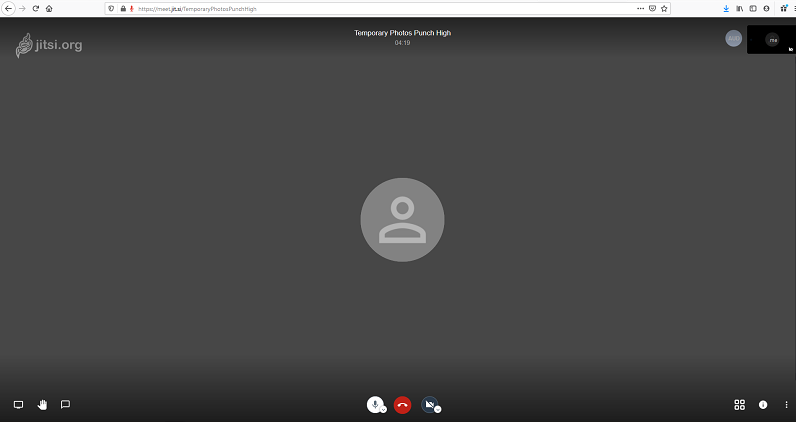 https://meet.jit.si/TemporaryPhotosPunchHigh
jitsi.org
Temporary Photos Punch High
04:19
me